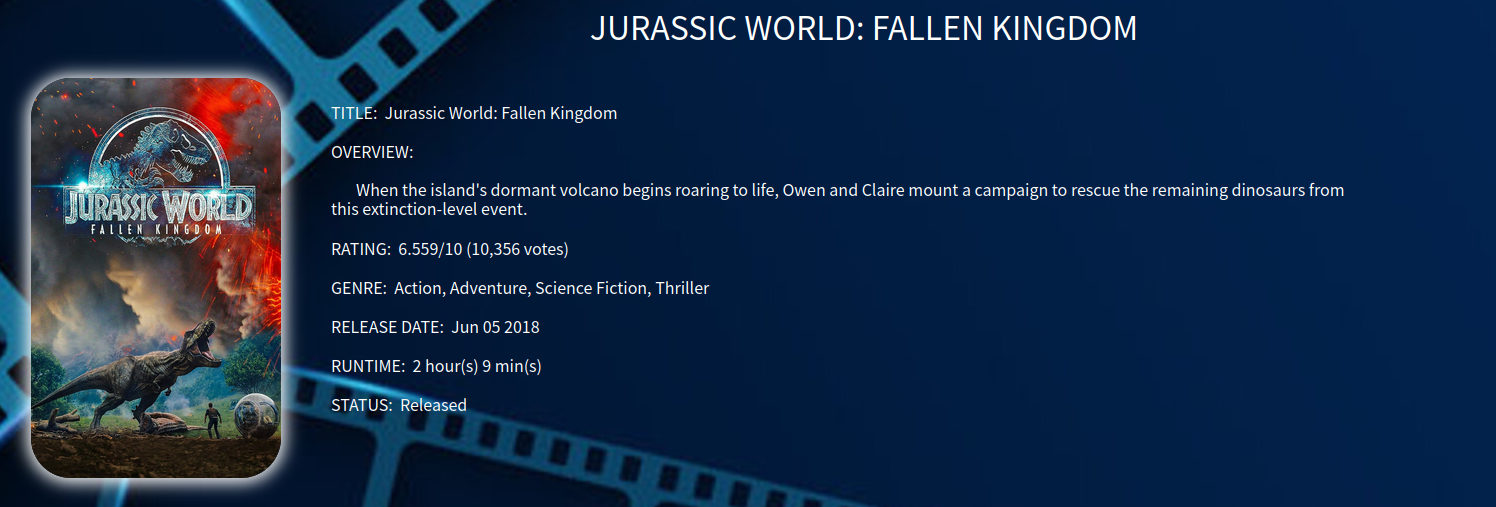 JURASSIC WORLD: FALLEN KINGDOM
JURASSIC WORLD
FALLEN KINGDOM
TITLE: Jurassic World: Fallen Kingdom
OVERVIEW:
When the island's dormant volcano begins roaring to life, Owen and Claire mount a campaign to rescue the remaining dinosaurs from
this extinction-level event.
RATING: 6.559/10 (10,356 votes)
GENRE: Action, Adventure, Science Fiction, Thriller
RELEASE DATE: Jun 05 2018
RUNTIME: 2 hour(s) 9 min(s)
STATUS: Released